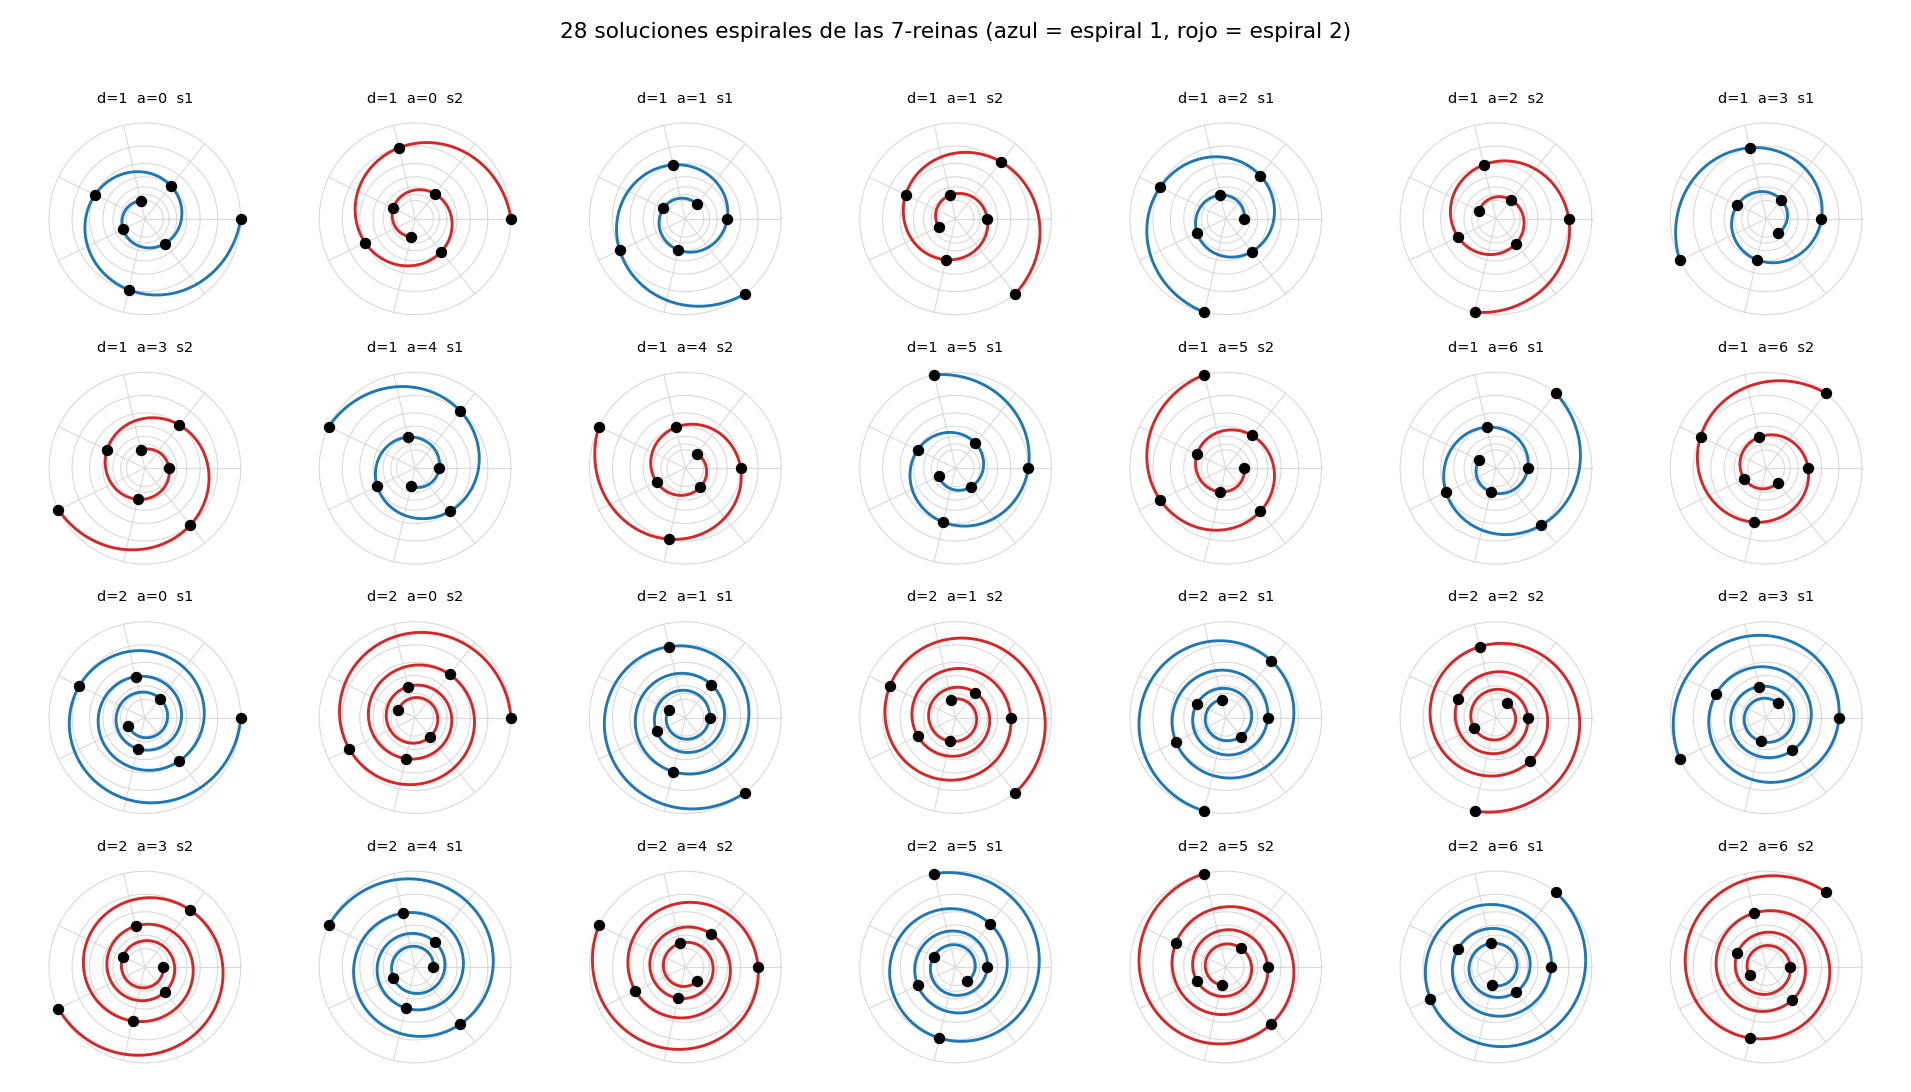 28 soluciones espirales de las 7-reinas (azul = espiral 1, rojo = espiral 2)
d=1 a=0 s1
d=1 a=0 s2
d=1 a=1 s1
d=1 a=1 s2
d=1 a=2 s1
d=1 a=2 s2
d=1 a=3 s1
d=1 a=3 s2
d=1 a=4 s1
d=1 a=4 s2
d=1 a=5 s1
d=1 a=5 s2
d=1 a=6 s1
d=1 a=6 s2
d=2 a=0 s1
d=2 a=0 s2
d=2 a=1 s1
d=2 a=1 s2
d=2 a=2 s1
d=2 a=2 s2
d=2 a=3 s1
d=2 a=3 s2
d=2 a=4 s1
d=2 a=4 s2
d=2 a=5 s1
d=2 a=5 s2
d=2 a=6 s1
d=2 a=6 s2